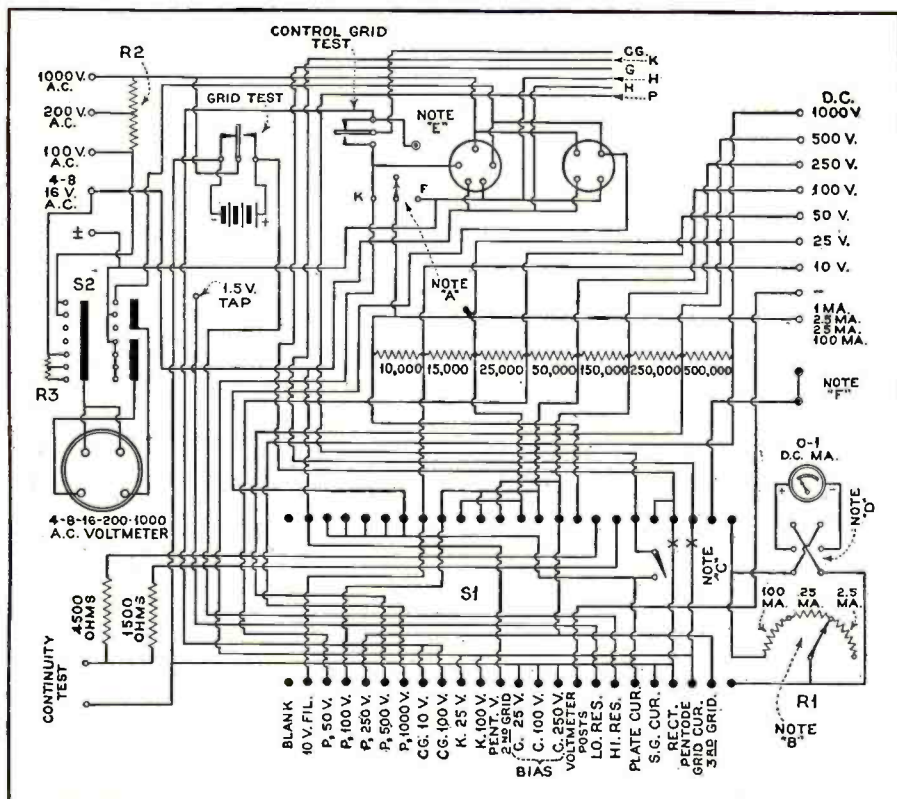 R2
CONTROL GRID
TEST
1000 V.
A.C.
200 V.
A.C.
100 V.
A.C.
4-8
16 V.
A.C.
±
GRID TEST
- +
NOTE
"E"
CG.
K
G
H
H
P
K
F
D.C.
1000 V.
500 V.
250 V.
100 V.
50 V.
25 V.
10 V.
-
1 MA.
2.5 MA.
25 MA.
100 MA.
S2
1.5 V.
TAP
NOTE
"A"
10,000
15,000
25,000
50,000
150,000
250,000
500,000
NOTE
"F"
R3
4-8-16-200-1000
A.C. VOLTMETER
0-1
D.C. MA.
+ -
NOTE
"D"
4500
OHMS
1500
OHMS
S1
NOTE
"C"
100
MA.
25
MA.
2.5
MA.
R1
NOTE
"B"
CONTINUITY
TEST
BLANK
10 V. FIL.
P, 50 V.
P, 100 V.
P, 250 V.
P, 500 V.
P, 1000 V.
CG. 10 V.
CG. 100 V.
K. 25 V.
K. 100 V.
PENT. V.
2ND GRID
C. 25 V.
C. 100 V.
C. 250 V.
BIAS
VOLTMETER
POSTS
LO. RES.
HI. RES.
PLATE CUR.
S.G. CUR.
RECT.
PENTODE
GRID CUR.
3RD GRID.